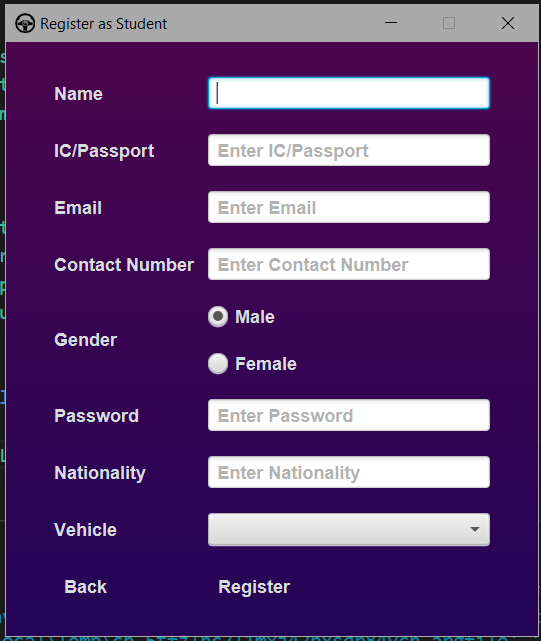 Register as Student
Name
IC/Passport Enter IC/Passport
Email Enter Email
Contact Number Enter Contact Number
Male
Gender
Female
Password Enter Password
Nationality Enter Nationality
Vehicle
Back Register